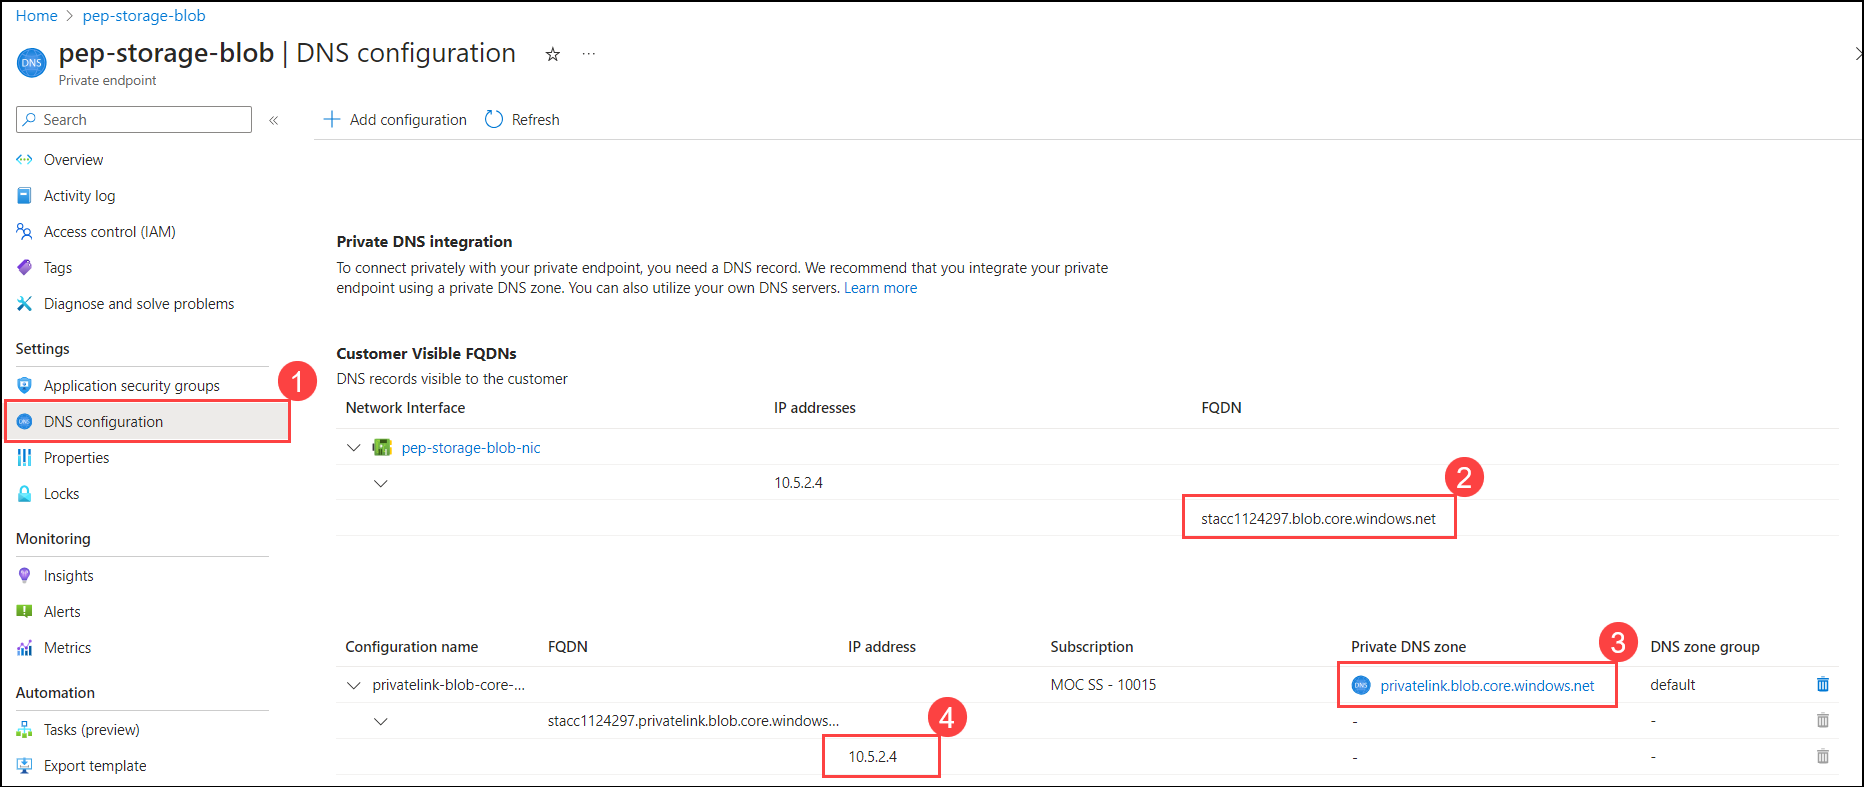 Home > pep-storage-blob
DNS pep-storage-blob | DNS configuration ☆ ...
Private endpoint
Search «
+ Add configuration Refresh
Overview
Activity log
Access control (IAM)
Tags
Diagnose and solve problems
Settings
Application security groups
1
DNS configuration
Properties
Locks
Monitoring
Insights
Alerts
Metrics
Automation
Tasks (preview)
Export template
Private DNS integration
To connect privately with your private endpoint, you need a DNS record. We recommend that you integrate your private
endpoint using a private DNS zone. You can also utilize your own DNS servers. Learn more
Customer Visible FQDNs
DNS records visible to the customer
Network Interface IP addresses FQDN
pep-storage-blob-nic
10.5.2.4
2
stacc1124297.blob.core.windows.net
Configuration name FQDN IP address Subscription Private DNS zone DNS zone group
3
privatelink-blob-core-... MOC SS - 10015 DNS privatelink.blob.core.windows.net default
stacc1124297.privatelink.blob.core.windows... - -
4
10.5.2.4 - -